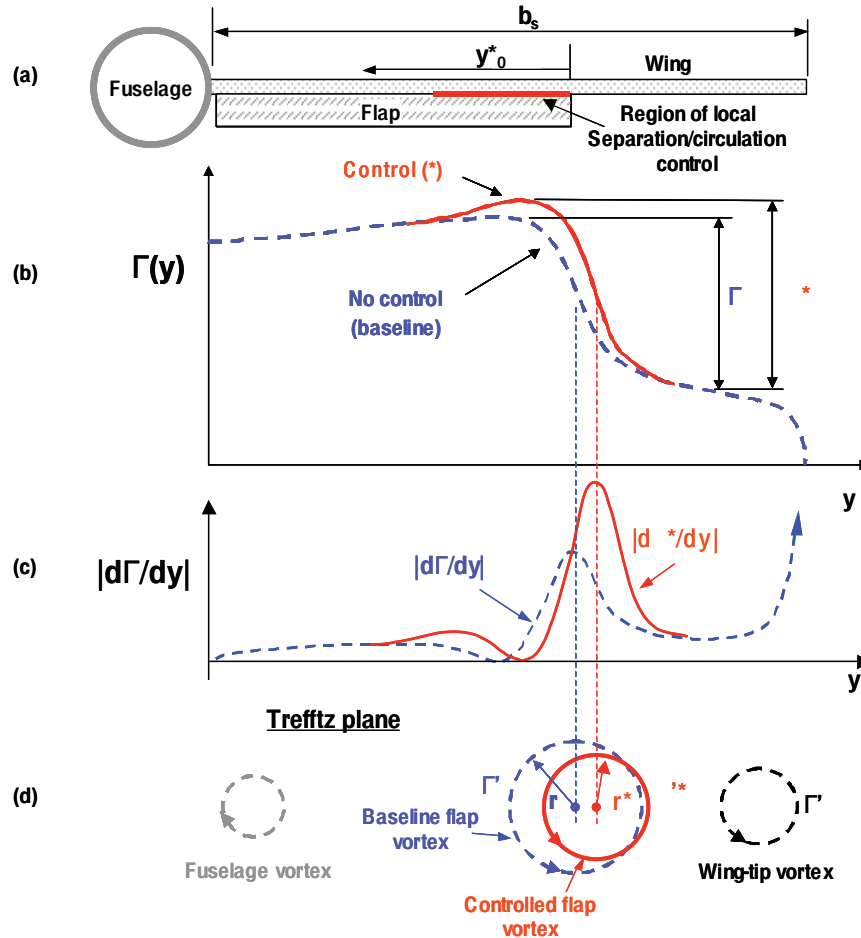 b_s
(a)
y*_0
Wing
Fuselage
Flap
Region of local
Separation/circulation
control
Control (*)
(b)
Γ(y)
No control
(baseline)
Γ
*
y
(c)
|dΓ/dy|
|dΓ/dy|
|d */dy|
y
Trefftz plane
(d)
Γ'
r
r*
'*
Γ'
Baseline flap
vortex
Fuselage vortex
Wing-tip vortex
Controlled flap
vortex